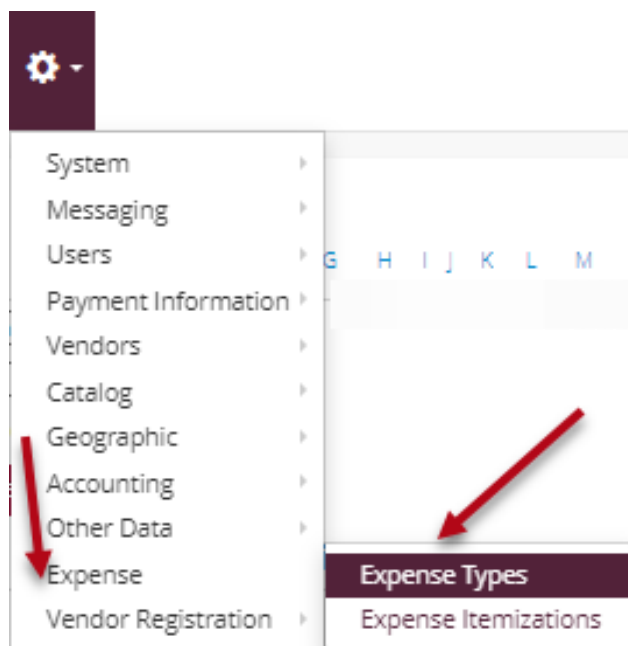 System
Messaging
Users
G H I J K L M
Payment Information
Vendors
Catalog
Geographic
Accounting
Other Data
Expense
Expense Types
Vendor Registration
Expense Itemizations